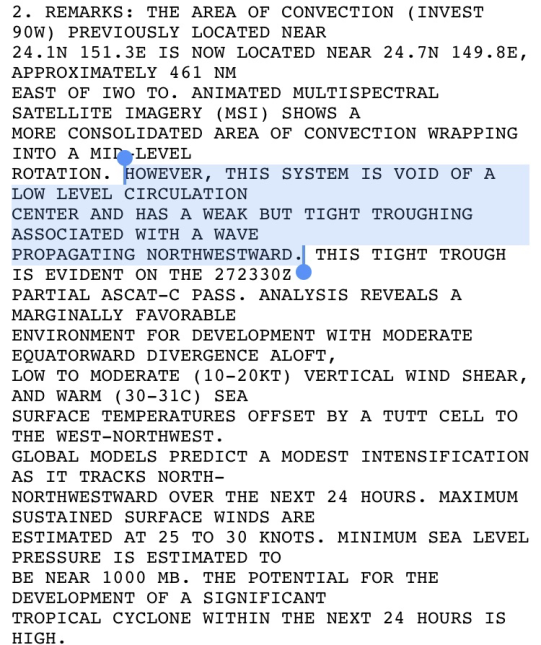 2. REMARKS: THE AREA OF CONVECTION (INVEST
90W) PREVIOUSLY LOCATED NEAR
24.1N 151.3E IS NOW LOCATED NEAR 24.7N 149.8E,
APPROXIMATELY 461 NM
EAST OF IWO TO. ANIMATED MULTISPECTRAL
SATELLITE IMAGERY (MSI) SHOWS A
MORE CONSOLIDATED AREA OF CONVECTION WRAPPING
INTO A MID-LEVEL
ROTATION. HOWEVER, THIS SYSTEM IS VOID OF A
LOW LEVEL CIRCULATION
CENTER AND HAS A WEAK BUT TIGHT TROUGHING
ASSOCIATED WITH A WAVE
PROPAGATING NORTHWESTWARD. THIS TIGHT TROUGH
IS EVIDENT ON THE 272330Z
PARTIAL ASCAT-C PASS. ANALYSIS REVEALS A
MARGINALLY FAVORABLE
ENVIRONMENT FOR DEVELOPMENT WITH MODERATE
EQUATORWARD DIVERGENCE ALOFT,
LOW TO MODERATE (10-20KT) VERTICAL WIND SHEAR,
AND WARM (30-31C) SEA
SURFACE TEMPERATURES OFFSET BY A TUTT CELL TO
THE WEST-NORTHWEST.
GLOBAL MODELS PREDICT A MODEST INTENSIFICATION
AS IT TRACKS NORTH-
NORTHWESTWARD OVER THE NEXT 24 HOURS. MAXIMUM
SUSTAINED SURFACE WINDS ARE
ESTIMATED AT 25 TO 30 KNOTS. MINIMUM SEA LEVEL
PRESSURE IS ESTIMATED TO
BE NEAR 1000 MB. THE POTENTIAL FOR THE
DEVELOPMENT OF A SIGNIFICANT
TROPICAL CYCLONE WITHIN THE NEXT 24 HOURS IS
HIGH.